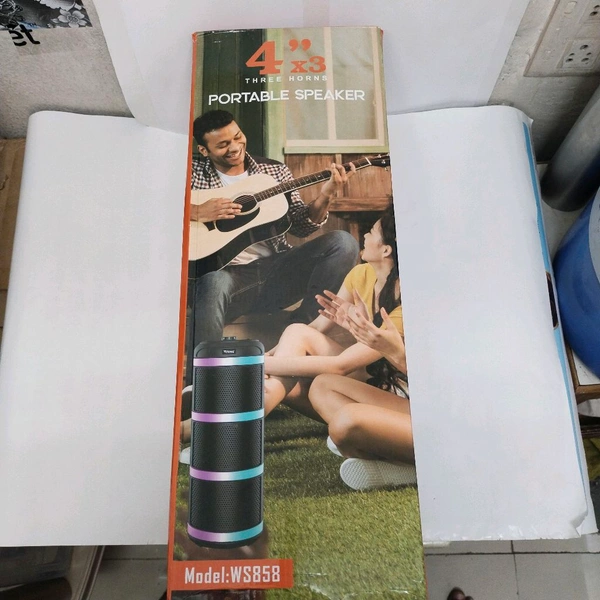 4" x3
THREE HORNS
PORTABLE SPEAKER
Model:WS858